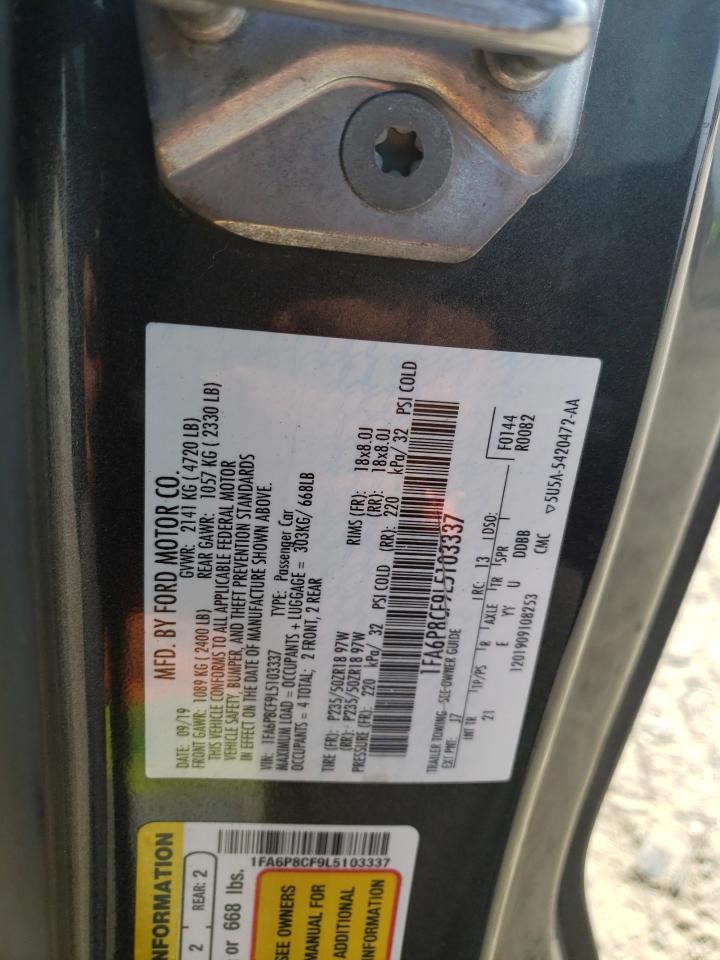 MFD. BY FORD MOTOR CO.
DATE: 09/19 GVWR: 2141 KG ( 4720 LB)
FRONT GAWR: 1089 KG ( 2400 LB) REAR GAWR: 1057 KG ( 2330 LB)
THIS VEHICLE CONFORMS TO ALL APPLICABLE FEDERAL MOTOR
VEHICLE SAFETY, BUMPER, AND THEFT PREVENTION STANDARDS
IN EFFECT ON THE DATE OF MANUFACTURE SHOWN ABOVE.
VIN: 1FA6P8CF9L5103337 TYPE: Passenger Car
MAXIMUM LOAD = OCCUPANTS + LUGGAGE = 303KG/ 668LB
OCCUPANTS = 4 TOTAL; 2 FRONT, 2 REAR
TIRE (FR): P235/50ZR18 97W RIMS (FR): 18x8.0J
(RR): P235/50ZR18 97W (RR): 18x8.0J
PRESSURE (FR): 220 kPa/ 32 PSI COLD (RR): 220 kPa/ 32 PSI COLD
1FA6P8CF9L5103337
TRAILER TOWING - SEE OWNER GUIDE
EXT PNT: J7 RC: 13 DSO: F0144
R0082
INT TR TP/PS R AXLE TR SPR
21 E YY U DDBB
1201909108253 CMC
5U5A-5420472-AA
NFORMATION
2 REAR: 2
or 668 lbs.
1FA6P8CF9L5103337
SEE OWNERS
MANUAL FOR
ADDITIONAL
INFORMATION